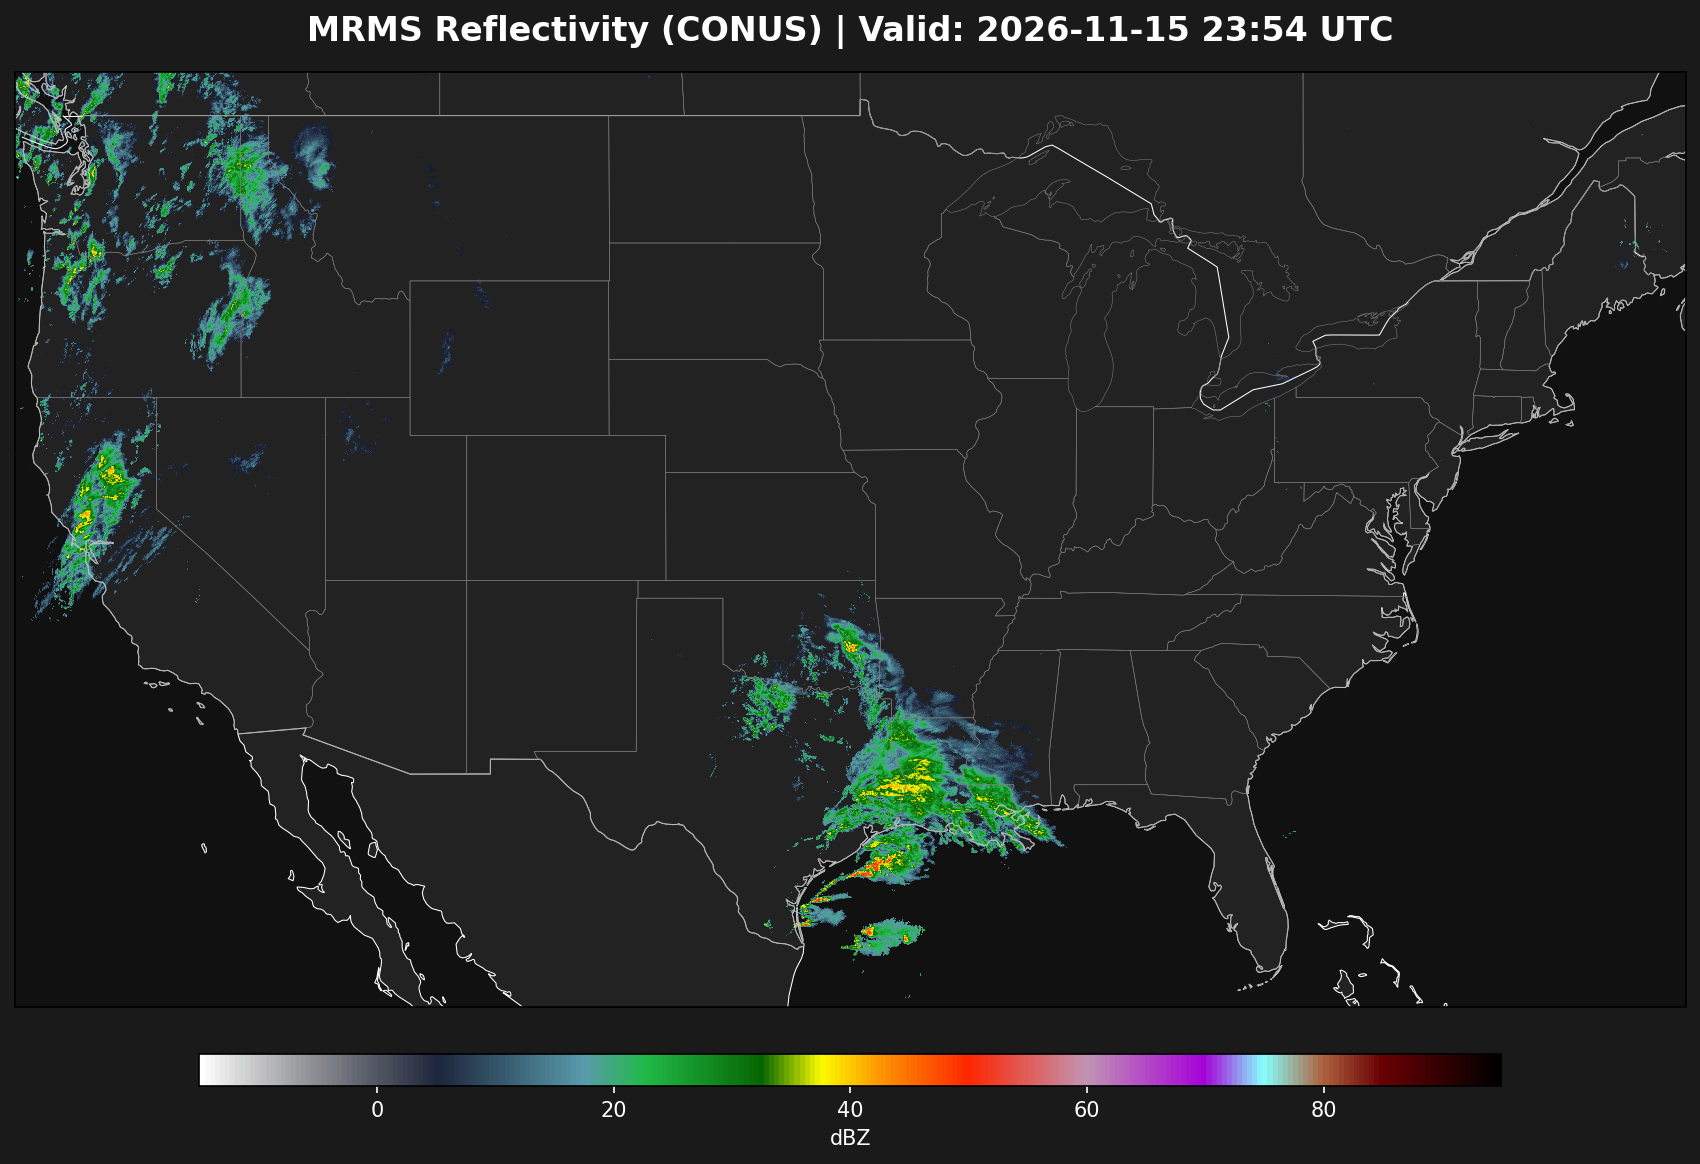 MRMS Reflectivity (CONUS) | Valid: 2026-11-15 23:54 UTC
0 20 40 60 80
dBZ